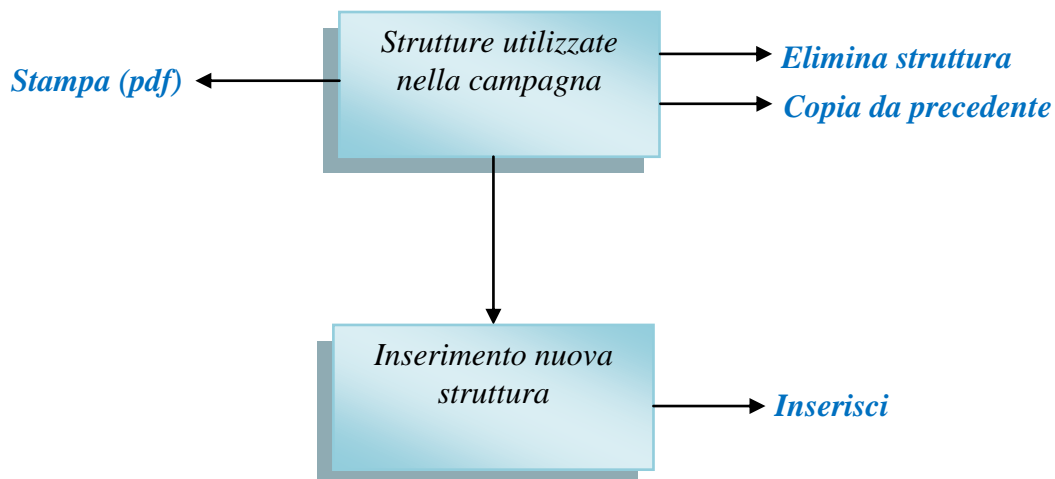 Strutture utilizzate
nella campagna
Stampa (pdf)
Elimina struttura
Copia da precedente
Inserimento nuova
struttura
Inserisci